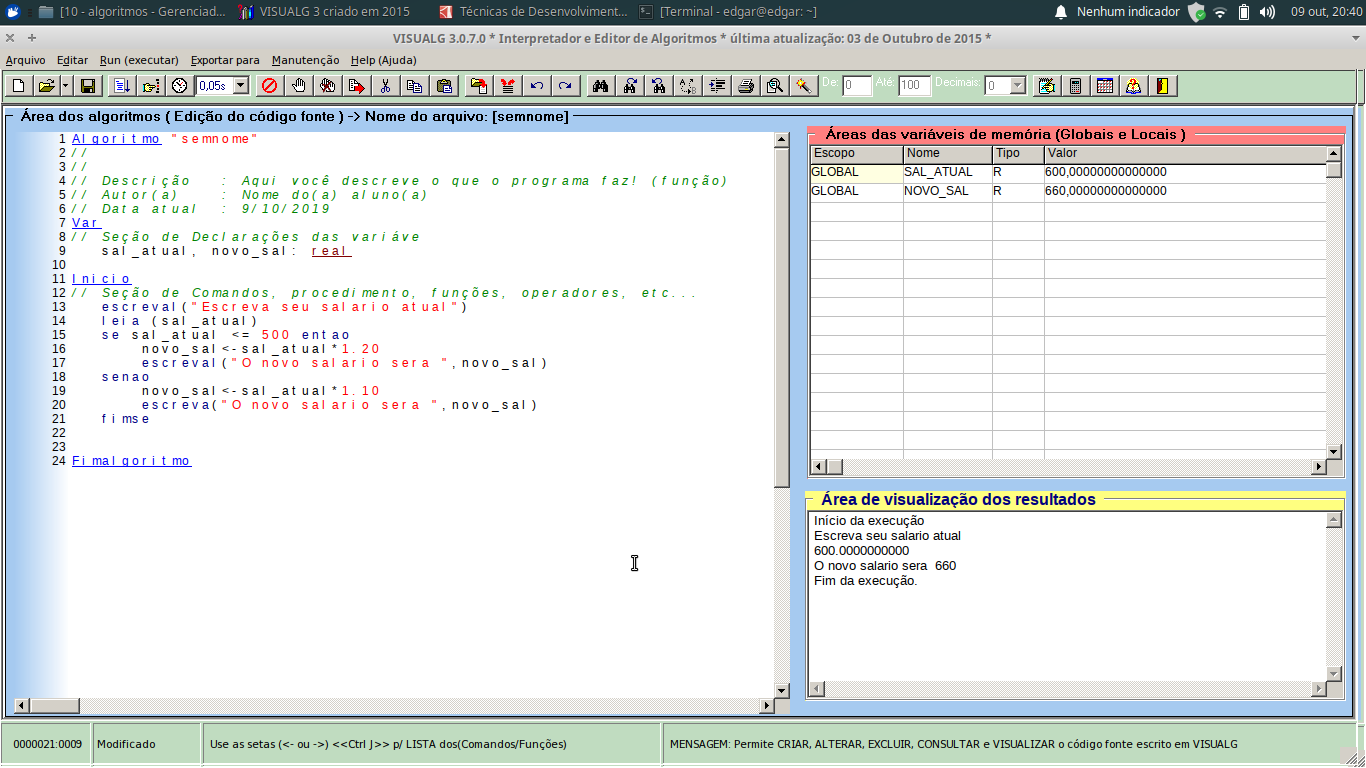 [10 - algoritmos - Gerenciad...
VISUALG 3 criado em 2015
Técnicas de Desenvolviment...
[Terminal - edgar@edgar: ~]
Nenhum indicador
09 out, 20:40
VISUALG 3.0.7.0 * Interpretador e Editor de Algoritmos * última atualização: 03 de Outubro de 2015 *
Arquivo Editar Run (executar) Exportar para Manutenção Help (Ajuda)
0,05s De: 0 Até: 100 Decimais: 0
Área dos algoritmos ( Edição do código fonte ) -> Nome do arquivo: [semnome]
1 Algoritmo "semnome"
2 //
3 //
4 // Descrição : Aqui você descreve o que o programa faz! (função)
5 // Autor(a) : Nome do(a) aluno(a)
6 // Data atual : 9/10/2019
7 Var
8 // Seção de Declarações das variáve
9 sal_atual, novo_sal: real
10
11 Inicio
12 // Seção de Comandos, procedimento, funções, operadores, etc...
13 escreval("Escreva seu salario atual")
14 leia (sal_atual)
15 se sal_atual <= 500 entao
16 novo_sal<-sal_atual*1.20
17 escreval("O novo salario sera ",novo_sal)
18 senao
19 novo_sal<-sal_atual*1.10
20 escreva("O novo salario sera ",novo_sal)
21 fimse
22
23
24 Fimalgoritmo
Áreas das variáveis de memória (Globais e Locais )
Escopo Nome Tipo Valor
GLOBAL SAL_ATUAL R 600,00000000000000
GLOBAL NOVO_SAL R 660,00000000000000
Área de visualização dos resultados
Início da execução
Escreva seu salario atual
600.0000000000
O novo salario sera  660
Fim da execução.
0000021:0009
Modificado
Use as setas (<- ou ->) <<Ctrl J>> p/ LISTA dos(Comandos/Funções)
MENSAGEM: Permite CRIAR, ALTERAR, EXCLUIR, CONSULTAR e VISUALIZAR o código fonte escrito em VISUALG